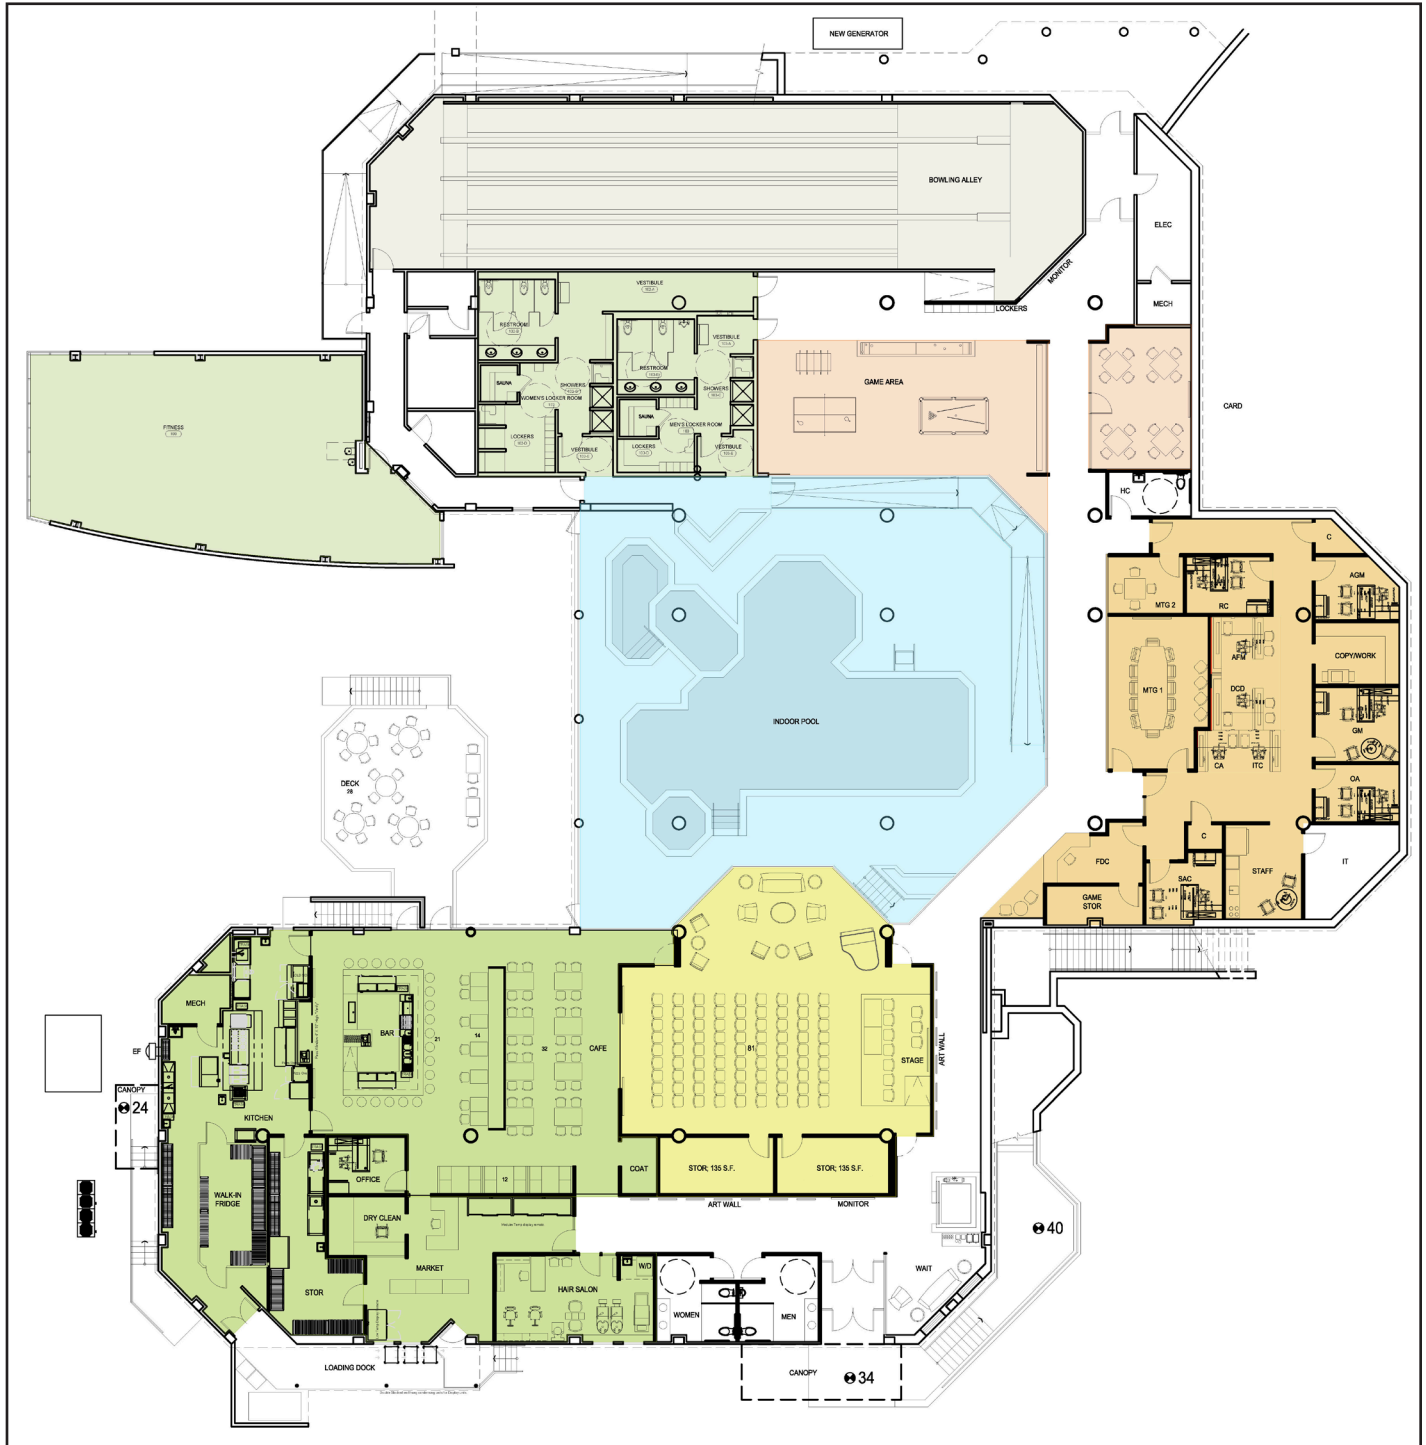 NEW GENERATOR
BOWLING ALLEY
ELEC
MONITOR
MECH
LOCKERS
VESTIBULE
RESTROOM
VESTIBULE
RESTROOM
SAUNA
SHOWERS
WOMEN'S LOCKER ROOM
SHOWERS
SAUNA
MEN'S LOCKER ROOM
LOCKERS
VESTIBULE
LOCKERS
VESTIBULE
GAME AREA
CARD
FITNESS
HC
C
AGM
MTG 2
RC
AFM
COPY/WORK
MTG 1
DCD
GM
CA
ITC
OA
C
FDC
SAC
STAFF
IT
GAME
STOR
INDOOR POOL
DECK
28
MECH
EF
BAR
21
14
32
CAFE
81
STAGE
ART WALL
CANOPY
24
KITCHEN
OFFICE
12
COAT
STOR; 135 S.F.
STOR; 135 S.F.
ART WALL
MONITOR
WALK-IN
FRIDGE
DRY CLEAN
MARKET
STOR
HAIR SALON
W/D
WOMEN
MEN
WAIT
40
LOADING DOCK
CANOPY
34